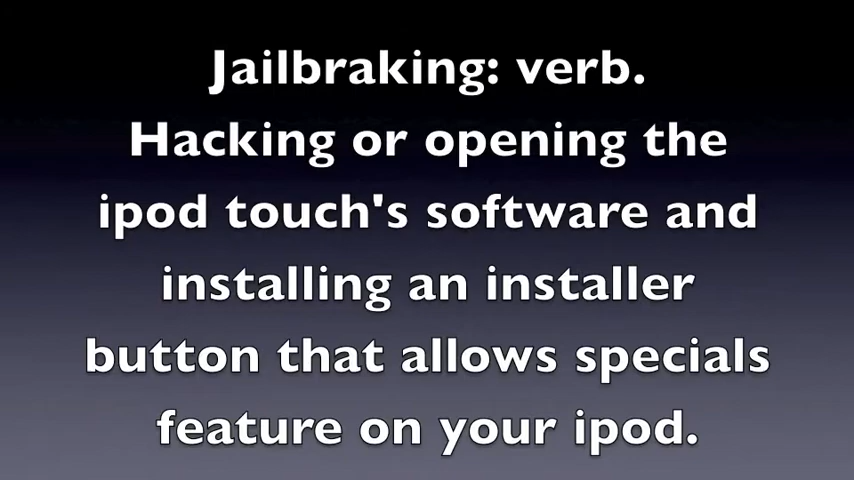 Jailbraking: verb.
Hacking or opening the
ipod touch's software and
installing an installer
button that allows specials
feature on your ipod.